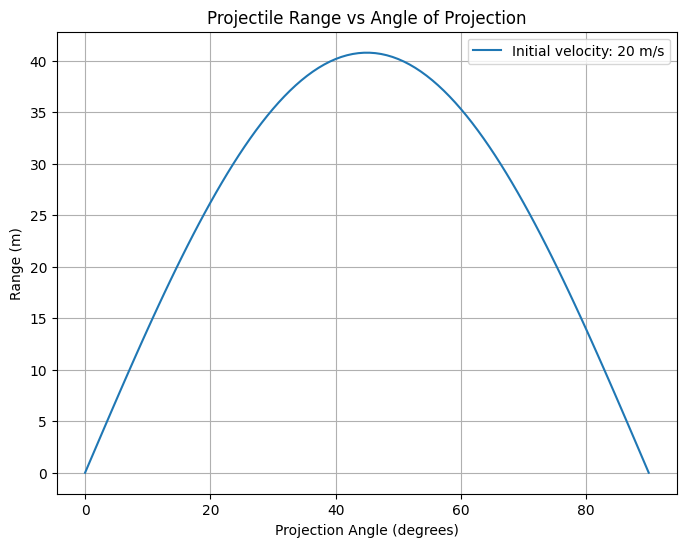 Projectile Range vs Angle of Projection
Initial velocity: 20 m/s
40
35
30
25
20
15
10
5
0
Range (m)
0 20 40 60 80
Projection Angle (degrees)